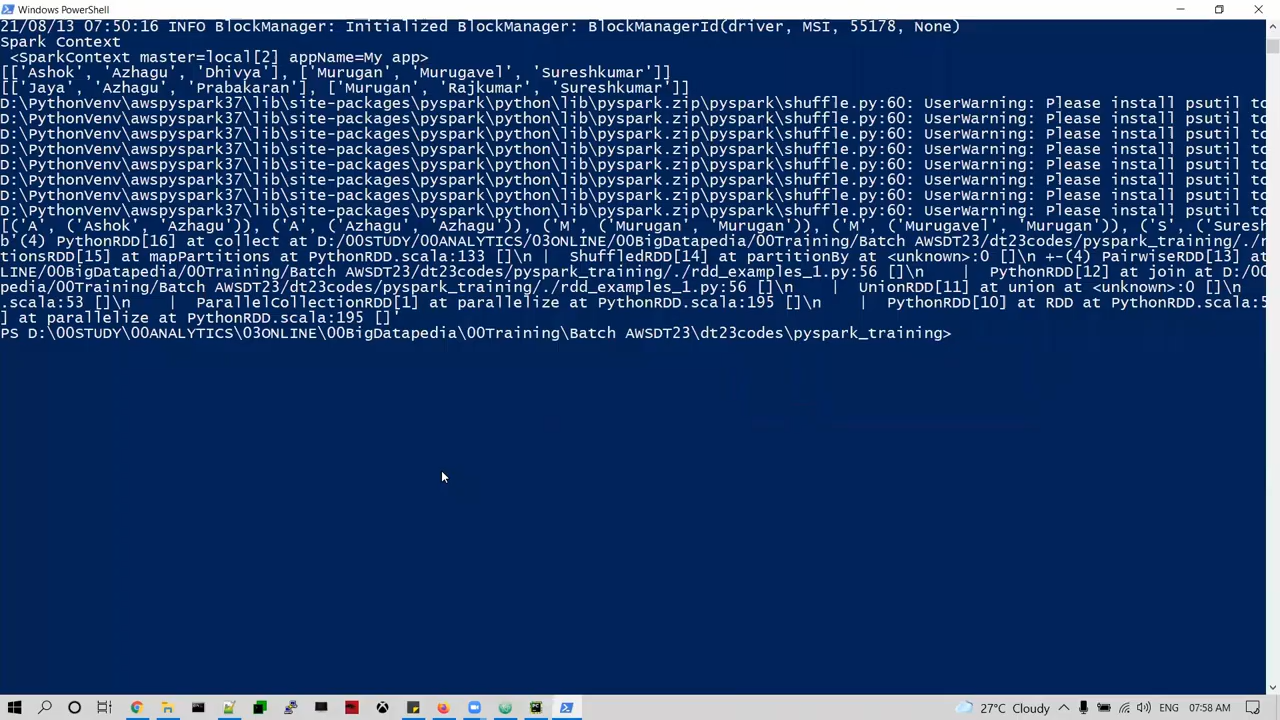 Windows PowerShell
21/08/13 07:50:16 INFO BlockManager: Initialized BlockManager: BlockManagerId(driver, MSI, 55178, None)
Spark Context
<SparkContext master=local[2] appName=My app>
[['Ashok', 'Azhagu', 'Dhivya'], ['Murugan', 'Murugavel', 'Sureshkumar']]
[['Jaya', 'Azhagu', 'Prabakaran'], ['Murugan', 'Rajkumar', 'Sureshkumar']]
D:\PythonVenv\awspyspark37\lib\site-packages\pyspark\python\lib\pyspark.zip\pyspark\shuffle.py:60: UserWarning: Please install psutil to
D:\PythonVenv\awspyspark37\lib\site-packages\pyspark\python\lib\pyspark.zip\pyspark\shuffle.py:60: UserWarning: Please install psutil to
D:\PythonVenv\awspyspark37\lib\site-packages\pyspark\python\lib\pyspark.zip\pyspark\shuffle.py:60: UserWarning: Please install psutil to
D:\PythonVenv\awspyspark37\lib\site-packages\pyspark\python\lib\pyspark.zip\pyspark\shuffle.py:60: UserWarning: Please install psutil to
D:\PythonVenv\awspyspark37\lib\site-packages\pyspark\python\lib\pyspark.zip\pyspark\shuffle.py:60: UserWarning: Please install psutil to
D:\PythonVenv\awspyspark37\lib\site-packages\pyspark\python\lib\pyspark.zip\pyspark\shuffle.py:60: UserWarning: Please install psutil to
D:\PythonVenv\awspyspark37\lib\site-packages\pyspark\python\lib\pyspark.zip\pyspark\shuffle.py:60: UserWarning: Please install psutil to
D:\PythonVenv\awspyspark37\lib\site-packages\pyspark\python\lib\pyspark.zip\pyspark\shuffle.py:60: UserWarning: Please install psutil to
[('A', ('Ashok', 'Azhagu')), ('A', ('Azhagu', 'Azhagu')), ('M', ('Murugan', 'Murugan')), ('M', ('Murugavel', 'Murugan')), ('S', ('Suresh
b'(4) PythonRDD[16] at collect at D:/00STUDY/00ANALYTICS/03ONLINE/00BigDatapedia/00Training/Batch AWSDT23/dt23codes/pyspark_training/./r
tionsRDD[15] at mapPartitions at PythonRDD.scala:133 []\n |  ShuffledRDD[14] at partitionBy at <unknown>:0 []\n +-(4) PairwiseRDD[13] at
LINE/00BigDatapedia/00Training/Batch AWSDT23/dt23codes/pyspark_training/./rdd_examples_1.py:56 []\n    |  PythonRDD[12] at join at D:/00
pedia/00Training/Batch AWSDT23/dt23codes/pyspark_training/./rdd_examples_1.py:56 []\n    |  UnionRDD[11] at union at <unknown>:0 []\n
.scala:53 []\n    |  ParallelCollectionRDD[1] at parallelize at PythonRDD.scala:195 []\n    |  PythonRDD[10] at RDD at PythonRDD.scala:5
] at parallelize at PythonRDD.scala:195 []'
PS D:\00STUDY\00ANALYTICS\03ONLINE\00BigDatapedia\00Training\Batch AWSDT23\dt23codes\pyspark_training>
27°C Cloudy ENG 07:58 AM